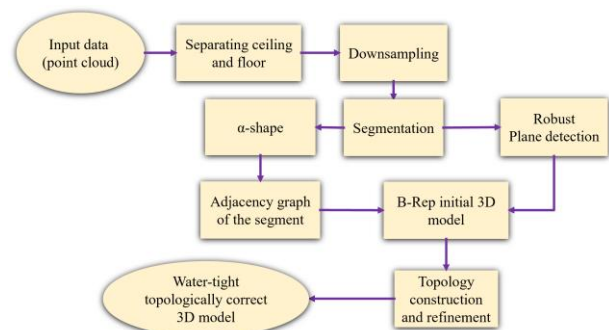 Input data
(point cloud)
Separating ceiling
and floor
Downsampling
α-shape
Segmentation
Robust
Plane detection
Adjacency graph
of the segment
B-Rep initial 3D
model
Water-tight
topologically correct
3D model
Topology
construction
and refinement